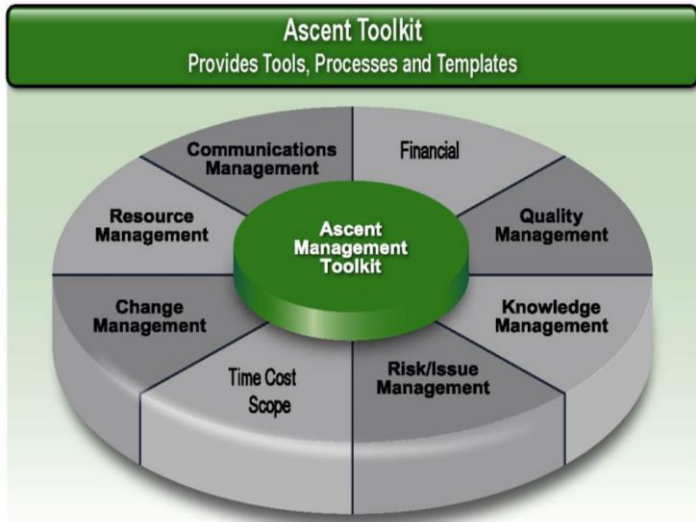 Ascent Toolkit
Provides Tools, Processes and Templates
Communications
Management
Financial
Resource
Management
Ascent
Management
Toolkit
Quality
Management
Change
Management
Knowledge
Management
Time Cost
Scope
Risk/Issue
Management